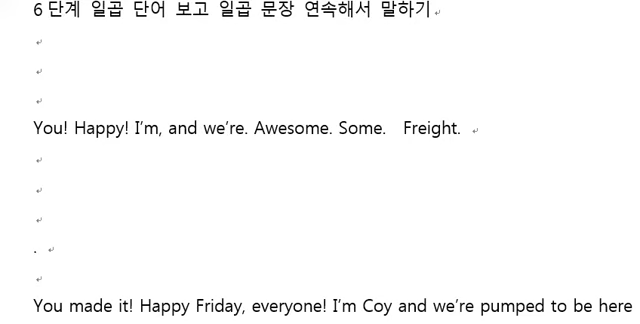 6단계 일곱 단어 보고 일곱 문장 연속해서 말하기
You! Happy! I’m, and we’re. Awesome. Some. Freight.
.
You made it! Happy Friday, everyone! I’m Coy and we’re pumped to be here